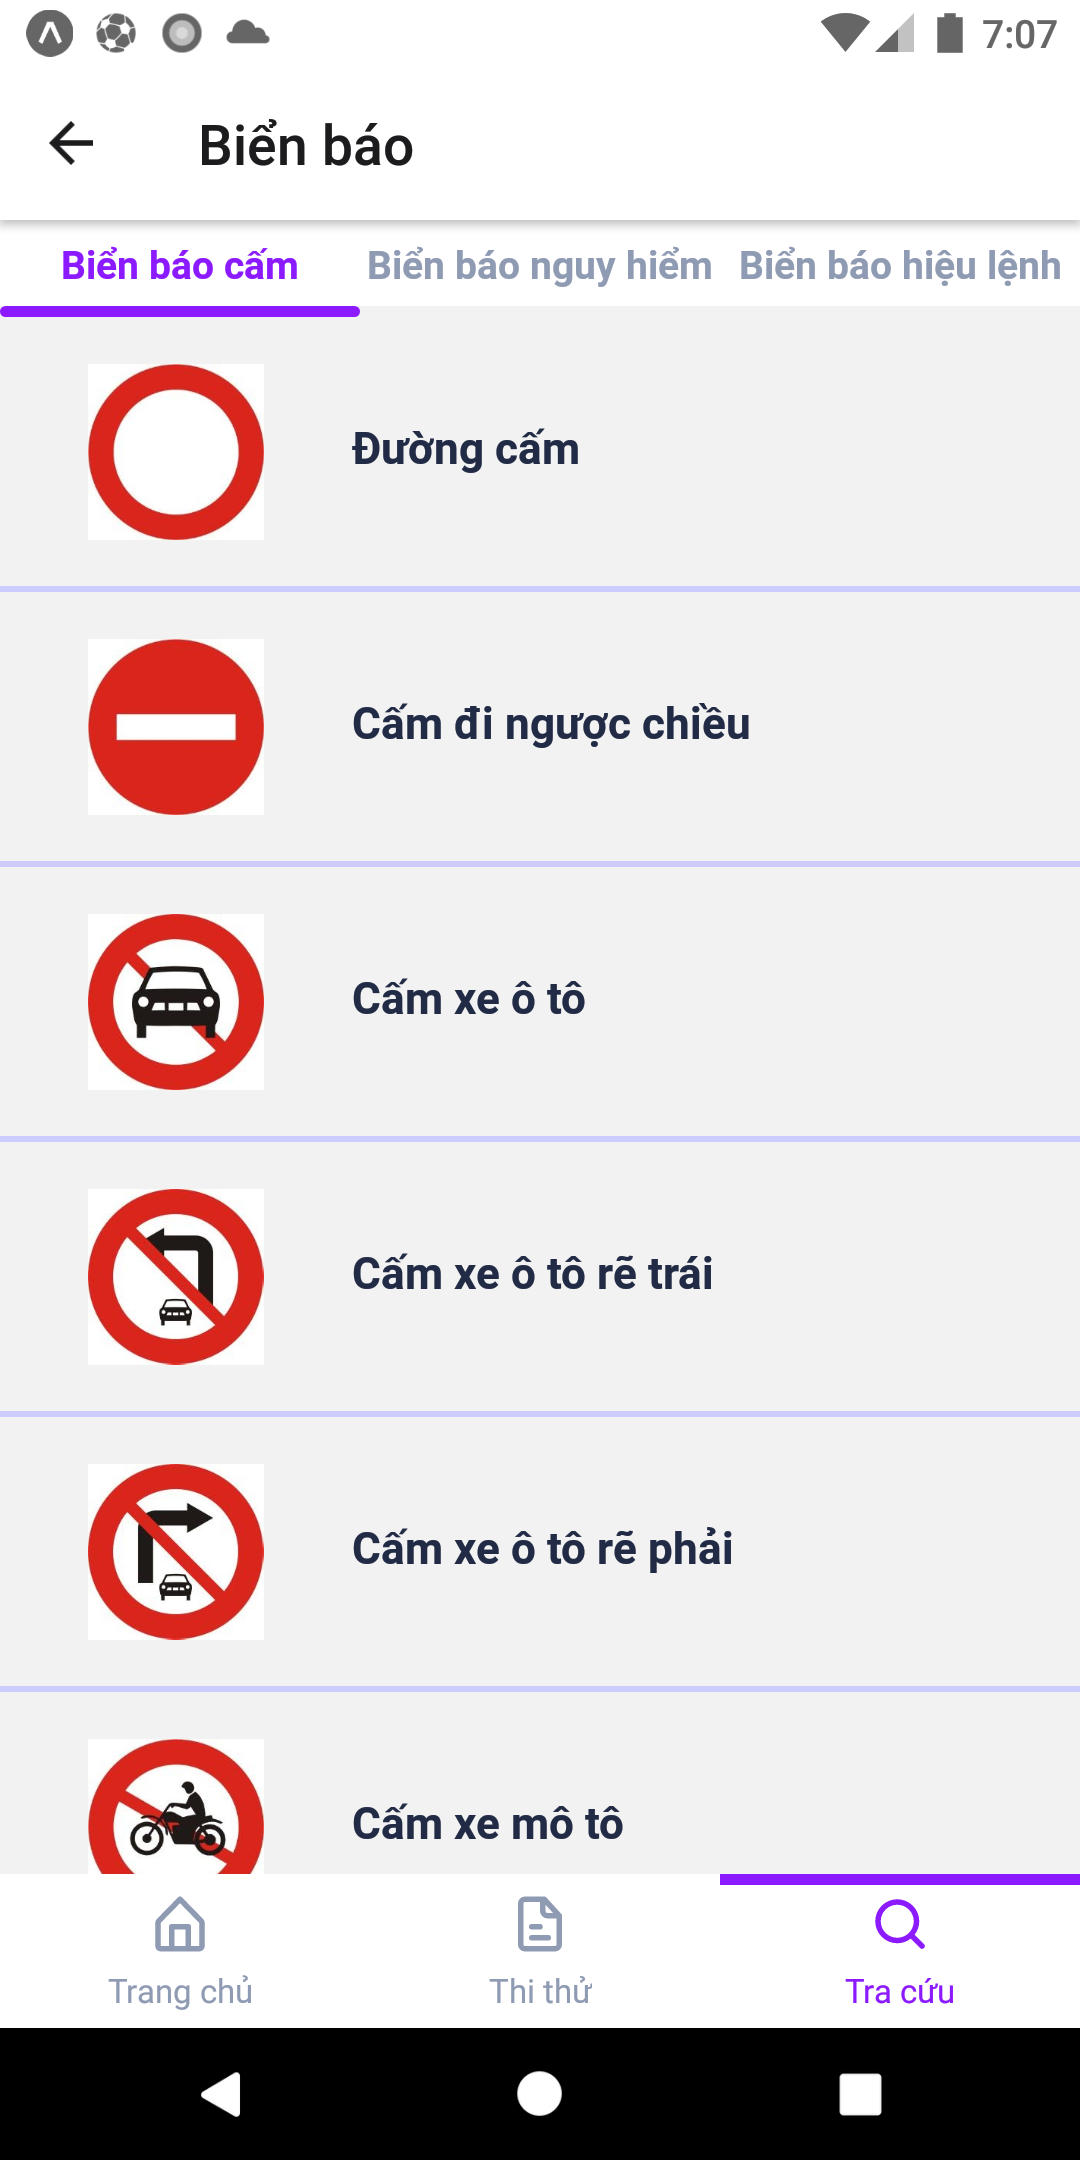 7:07
Biển báo
Biển báo cấm
Biển báo nguy hiểm
Biển báo hiệu lệnh
Đường cấm
Cấm đi ngược chiều
Cấm xe ô tô
Cấm xe ô tô rẽ trái
Cấm xe ô tô rẽ phải
Cấm xe mô tô
Trang chủ
Thi thử
Tra cứu